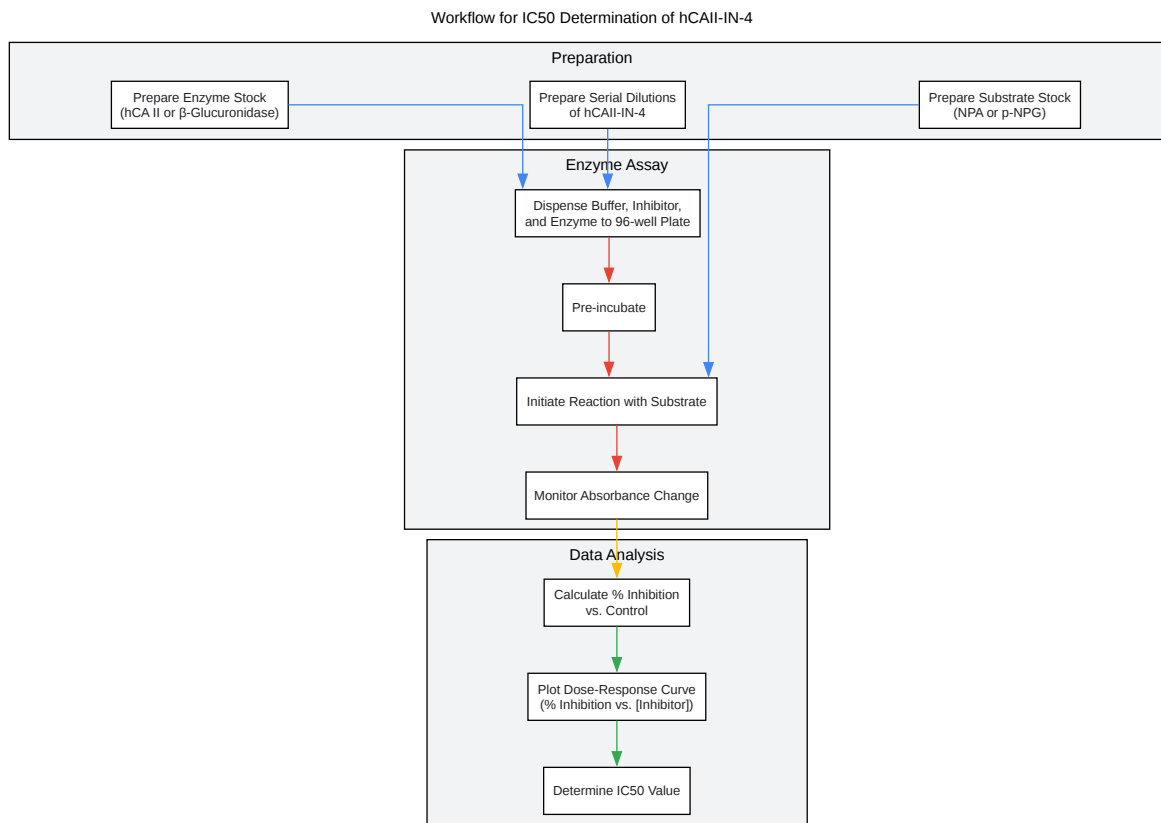 Workflow for IC50 Determination of hCAII-IN-4
Preparation
Prepare Enzyme Stock
(hCA II or β-Glucuronidase)
Prepare Serial Dilutions
of hCAII-IN-4
Prepare Substrate Stock
(NPA or p-NPG)
Enzyme Assay
Dispense Buffer, Inhibitor,
and Enzyme to 96-well Plate
Pre-incubate
Initiate Reaction with Substrate
Monitor Absorbance Change
Data Analysis
Calculate % Inhibition
vs. Control
Plot Dose-Response Curve
(% Inhibition vs. [Inhibitor])
Determine IC50 Value